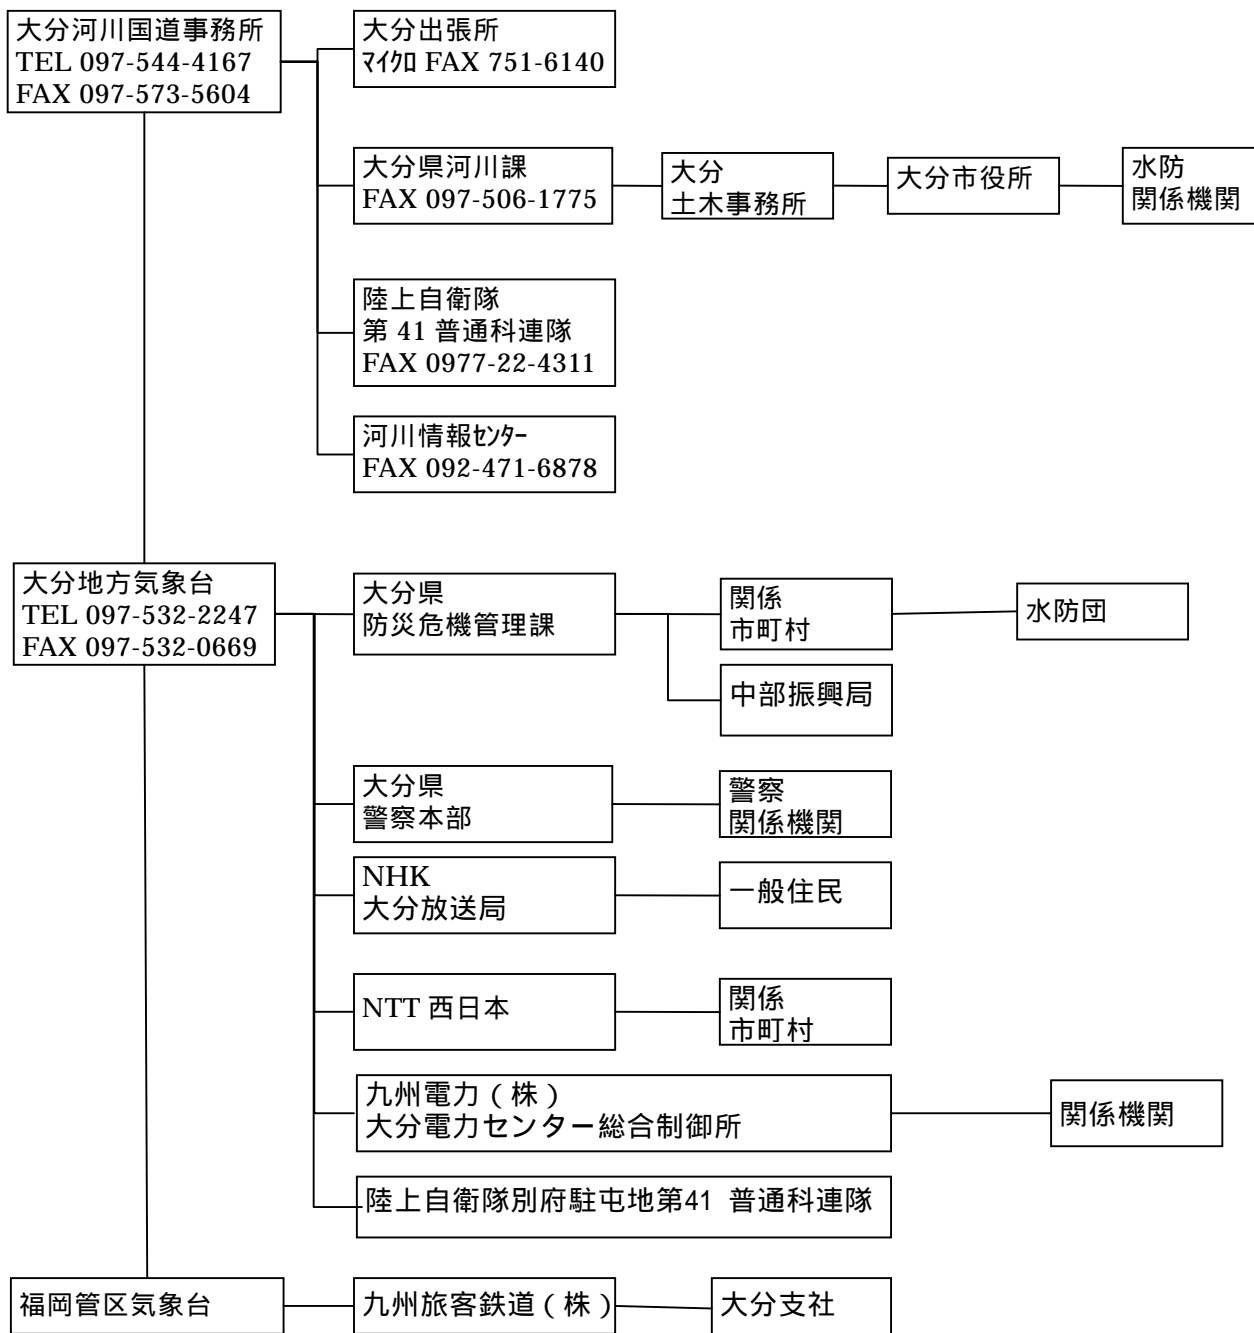 大分河川国道事務所
TEL 097-544-4167
FAX 097-573-5604
大分出張所
ﾏｲｸﾛ FAX 751-6140
大分県河川課
FAX 097-506-1775
大分
土木事務所
大分市役所
水防
関係機関
陸上自衛隊
第 41 普通科連隊
FAX 0977-22-4311
河川情報ｾﾝﾀｰ
FAX 092-471-6878
大分地方気象台
TEL 097-532-2247
FAX 097-532-0669
大分県
防災危機管理課
関係
市町村
水防団
中部振興局
大分県
警察本部
警察
関係機関
NHK
大分放送局
一般住民
NTT 西日本
関係
市町村
九州電力（株）
大分電力センター総合制御所
関係機関
陸上自衛隊別府駐屯地第41 普通科連隊
福岡管区気象台
九州旅客鉄道（株）
大分支社